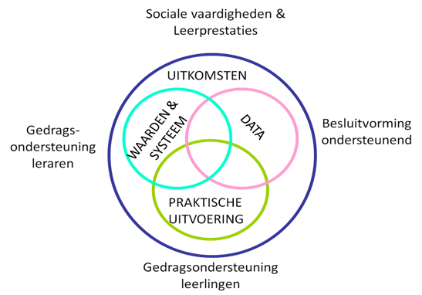 Sociale vaardigheden &
Leerprestaties
UITKOMSTEN
WAARDEN &
SYSTEEM
DATA
Gedrags-
ondersteuning
leraren
Besluitvorming
ondersteunend
PRAKTISCHE
UITVOERING
Gedragsondersteuning
leerlingen